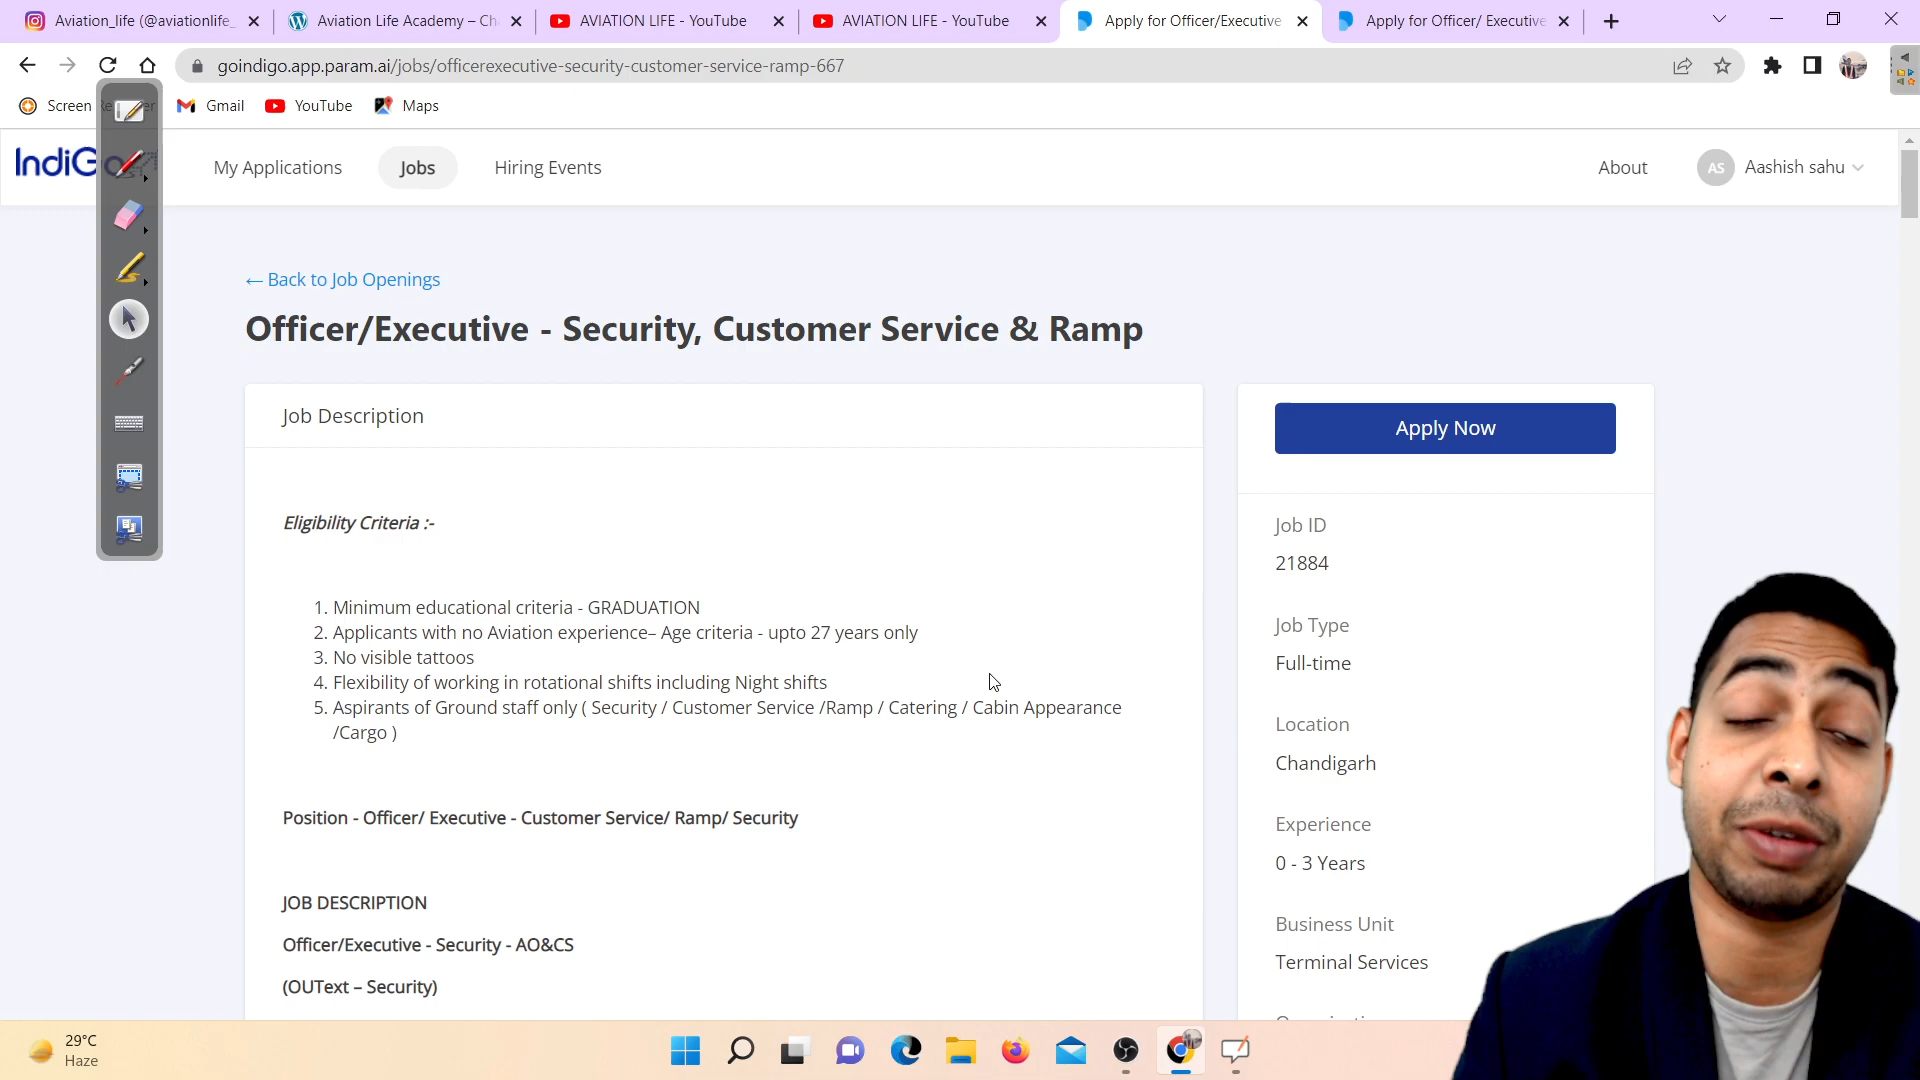 Aviation_life (@aviationlife_
Aviation Life Academy – Ch
AVIATION LIFE - YouTube
AVIATION LIFE - YouTube
Apply for Officer/Executive
Apply for Officer/ Executive
goindigo.app.param.ai/jobs/officerexecutive-security-customer-service-ramp-667
Screen
Gmail
YouTube
Maps
IndiGo
My Applications
Jobs
Hiring Events
About
AS
Aashish sahu
← Back to Job Openings
Officer/Executive - Security, Customer Service & Ramp
Job Description
Eligibility Criteria :-
1. Minimum educational criteria - GRADUATION
2. Applicants with no Aviation experience– Age criteria - upto 27 years only
3. No visible tattoos
4. Flexibility of working in rotational shifts including Night shifts
5. Aspirants of Ground staff only ( Security / Customer Service /Ramp / Catering / Cabin Appearance
/Cargo )
Position - Officer/ Executive - Customer Service/ Ramp/ Security
JOB DESCRIPTION
Officer/Executive - Security - AO&CS
(OUText – Security)
Apply Now
Job ID
21884
Job Type
Full-time
Location
Chandigarh
Experience
0 - 3 Years
Business Unit
Terminal Services
29°C
Haze